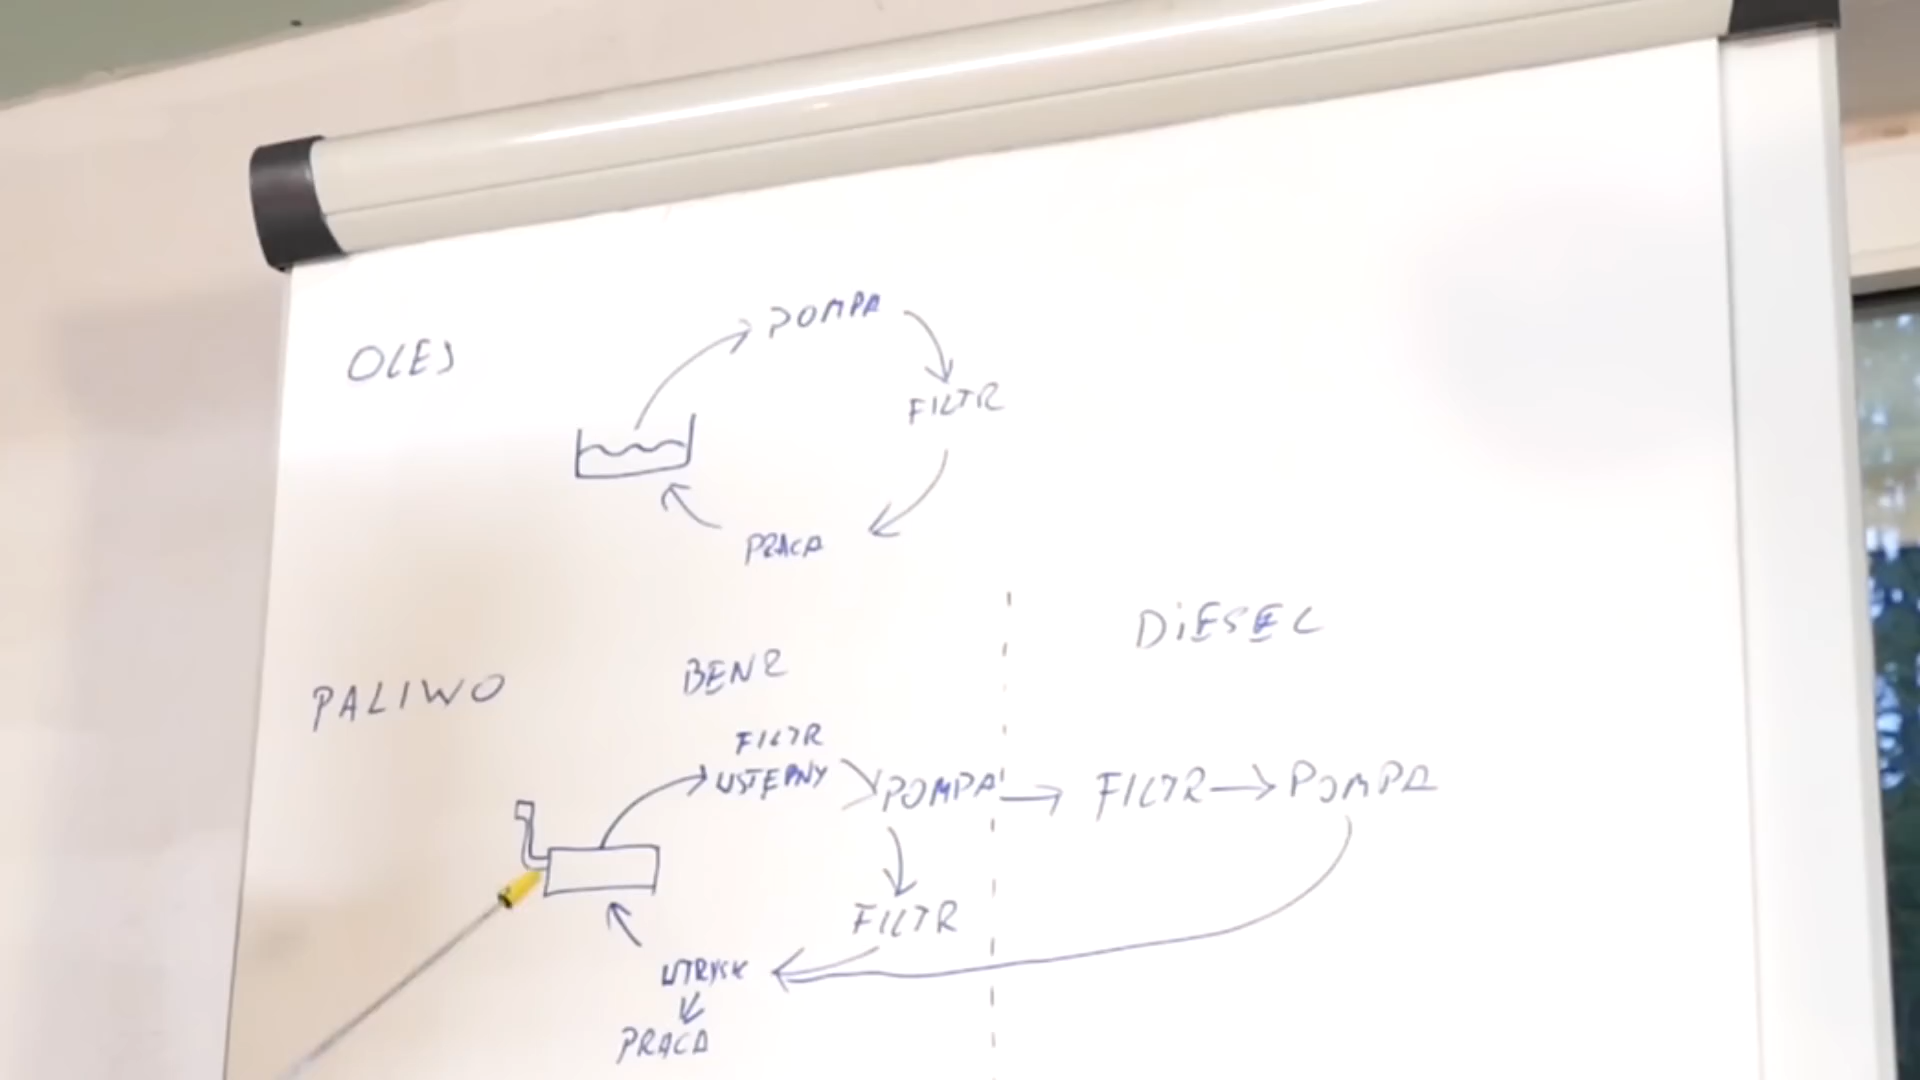 OLEJ
POMPA
FILTR
PRACA
PALIWO
BENZ
DiESEL
FILTR
WSTĘPNY
POMPA
FILTR
POMPA
FILTR
WTRYSK
PRACA